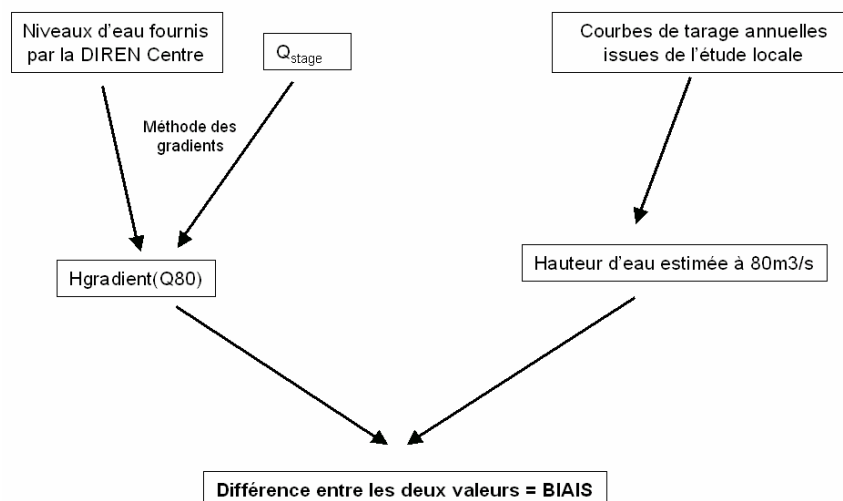 Niveaux d'eau fournis
par la DIREN Centre
Qstage
Courbes de tarage annuelles
issues de l'étude locale
Méthode des
gradients
Hgradient(Q80)
Hauteur d'eau estimée à 80m3/s
Différence entre les deux valeurs = BIAIS